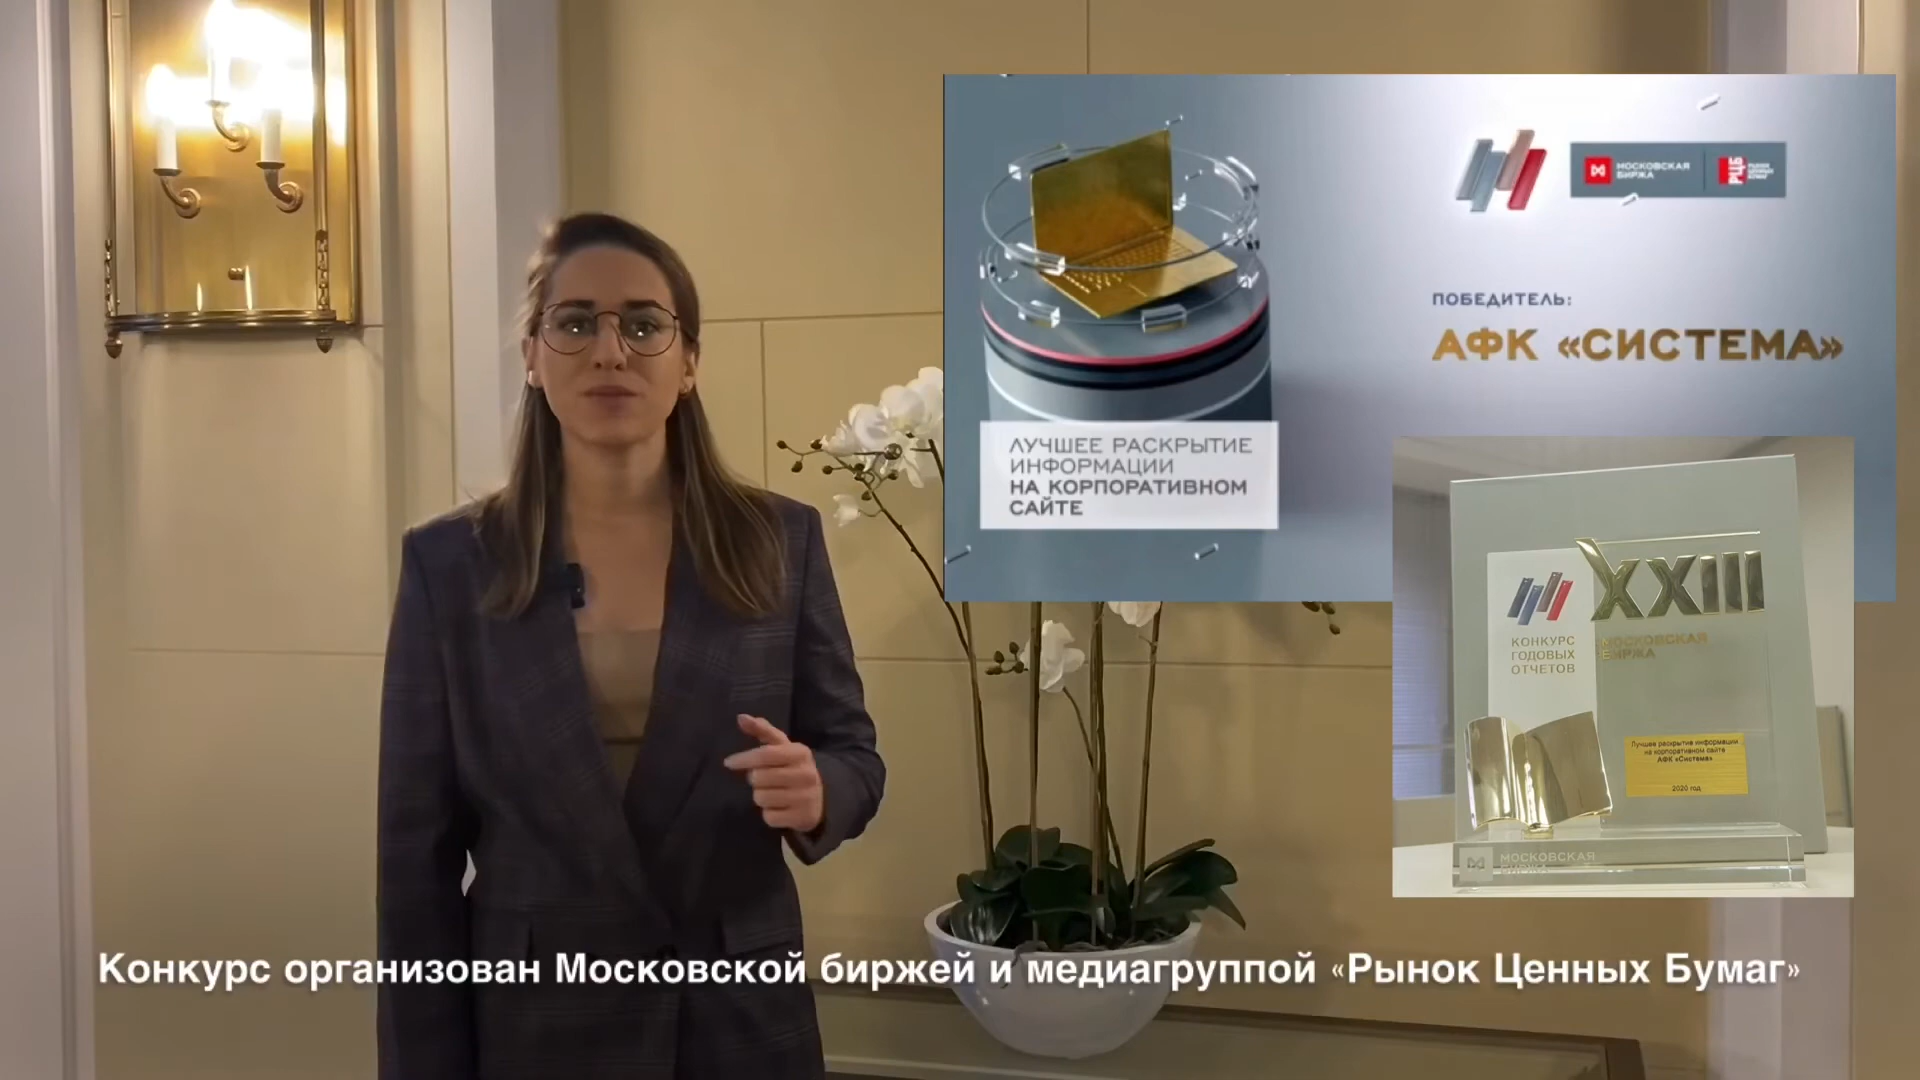 МОСКОВСКАЯ
БИРЖА
РЦБ
РЫНОК
ЦЕННЫХ
БУМАГ
ПОБЕДИТЕЛЬ:
АФК «СИСТЕМА»
ЛУЧШЕЕ РАСКРЫТИЕ
ИНФОРМАЦИИ
НА КОРПОРАТИВНОМ
САЙТЕ
XXIII
КОНКУРС
ГОДОВЫХ
ОТЧЕТОВ
МОСКОВСКАЯ
БИРЖА
Лучшее раскрытие информации
на корпоративном сайте
АФК «Система»
2020 год
МОСКОВСКАЯ
БИРЖА
Конкурс организован Московской биржей и медиагруппой «Рынок Ценных Бумаг»